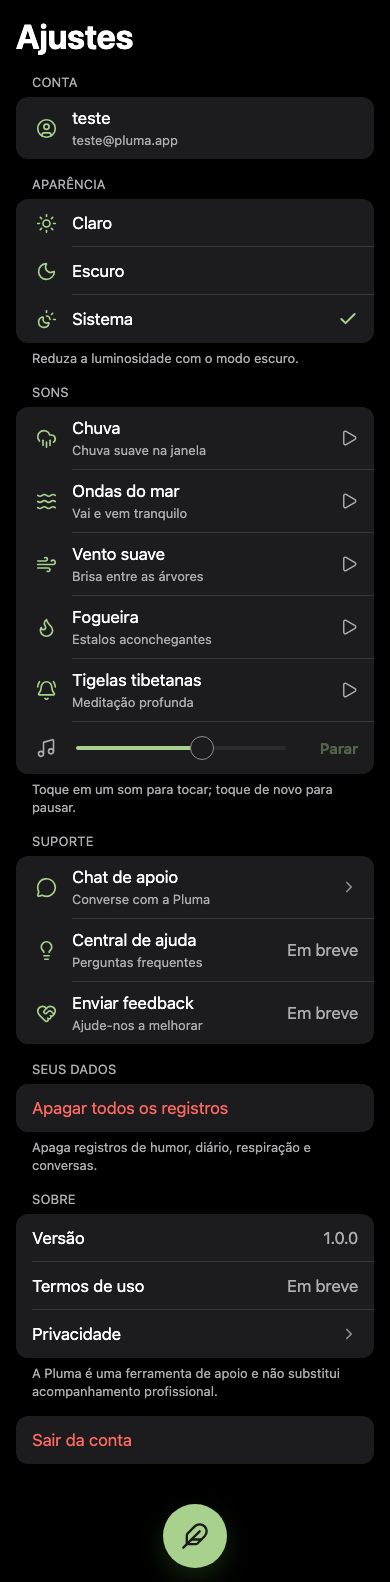 Ajustes
CONTA
teste
teste@pluma.app
APARÊNCIA
Claro
Escuro
Sistema
Reduza a luminosidade com o modo escuro.
SONS
Chuva
Chuva suave na janela
Ondas do mar
Vai e vem tranquilo
Vento suave
Brisa entre as árvores
Fogueira
Estalos aconchegantes
Tigelas tibetanas
Meditação profunda
Parar
Toque em um som para tocar; toque de novo para
pausar.
SUPORTE
Chat de apoio
Converse com a Pluma
Central de ajuda
Perguntas frequentes
Em breve
Enviar feedback
Ajude-nos a melhorar
Em breve
SEUS DADOS
Apagar todos os registros
Apaga registros de humor, diário, respiração e
conversas.
SOBRE
Versão 1.0.0
Termos de uso Em breve
Privacidade
A Pluma é uma ferramenta de apoio e não substitui
acompanhamento profissional.
Sair da conta